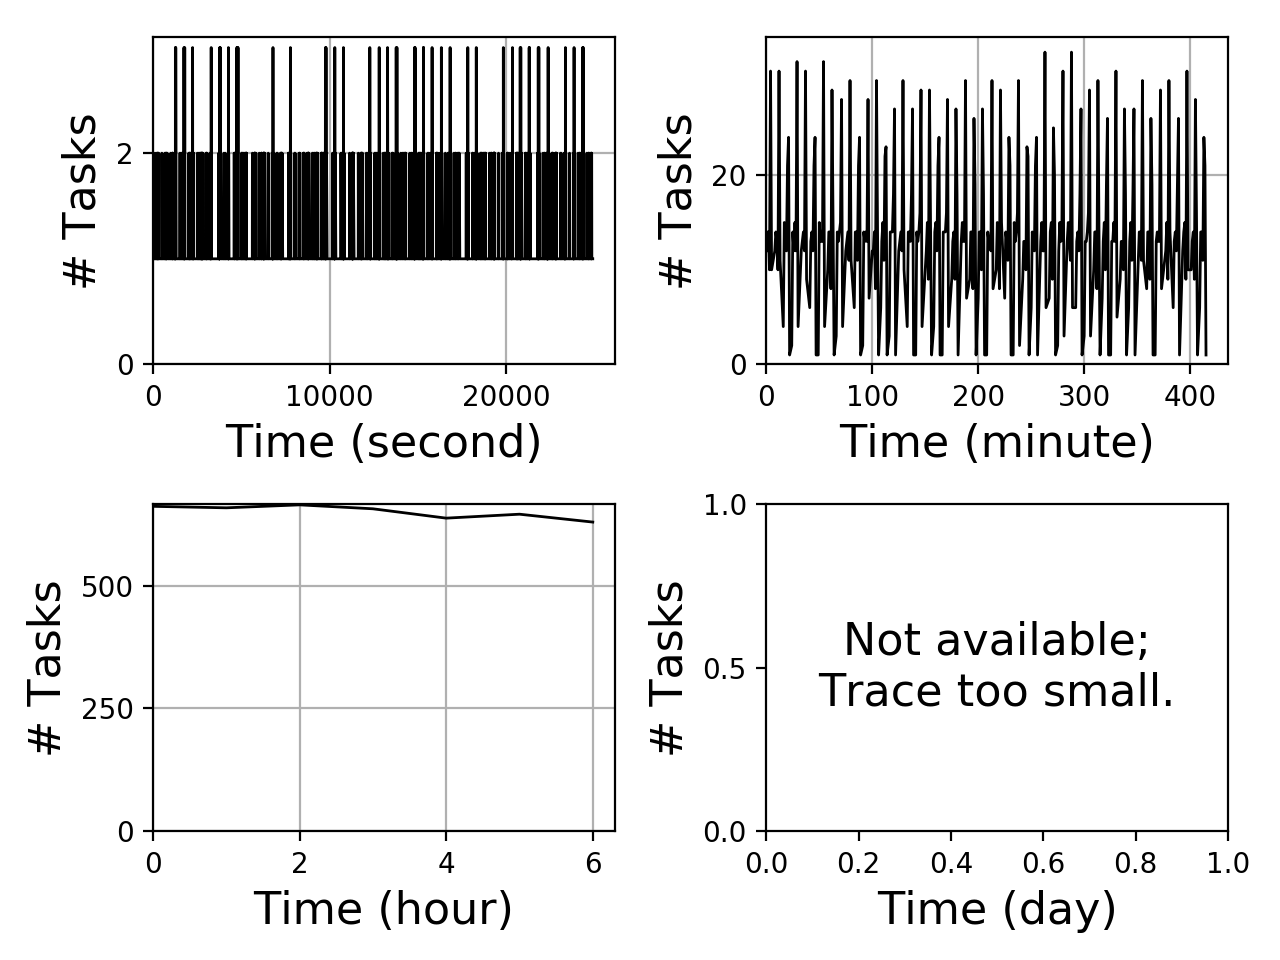 # Tasks
2
0
0
10000
20000
Time (second)
# Tasks
20
0
0
100
200
300
400
Time (minute)
# Tasks
500
250
0
0
2
4
6
Time (hour)
# Tasks
1.0
0.5
0.0
Not available;
Trace too small.
0.0
0.2
0.4
0.6
0.8
1.0
Time (day)